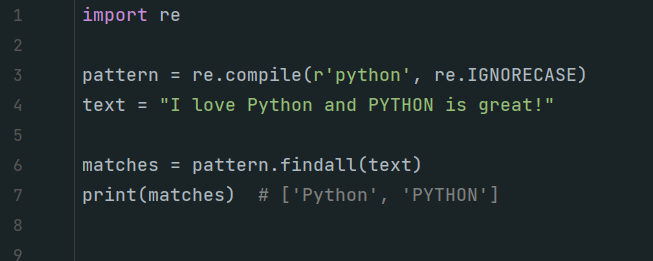 1 import re
2
3 pattern = re.compile(r'python', re.IGNORECASE)
4 text = "I love Python and PYTHON is great!"
5
6 matches = pattern.findall(text)
7 print(matches)  # ['Python', 'PYTHON']
8
9